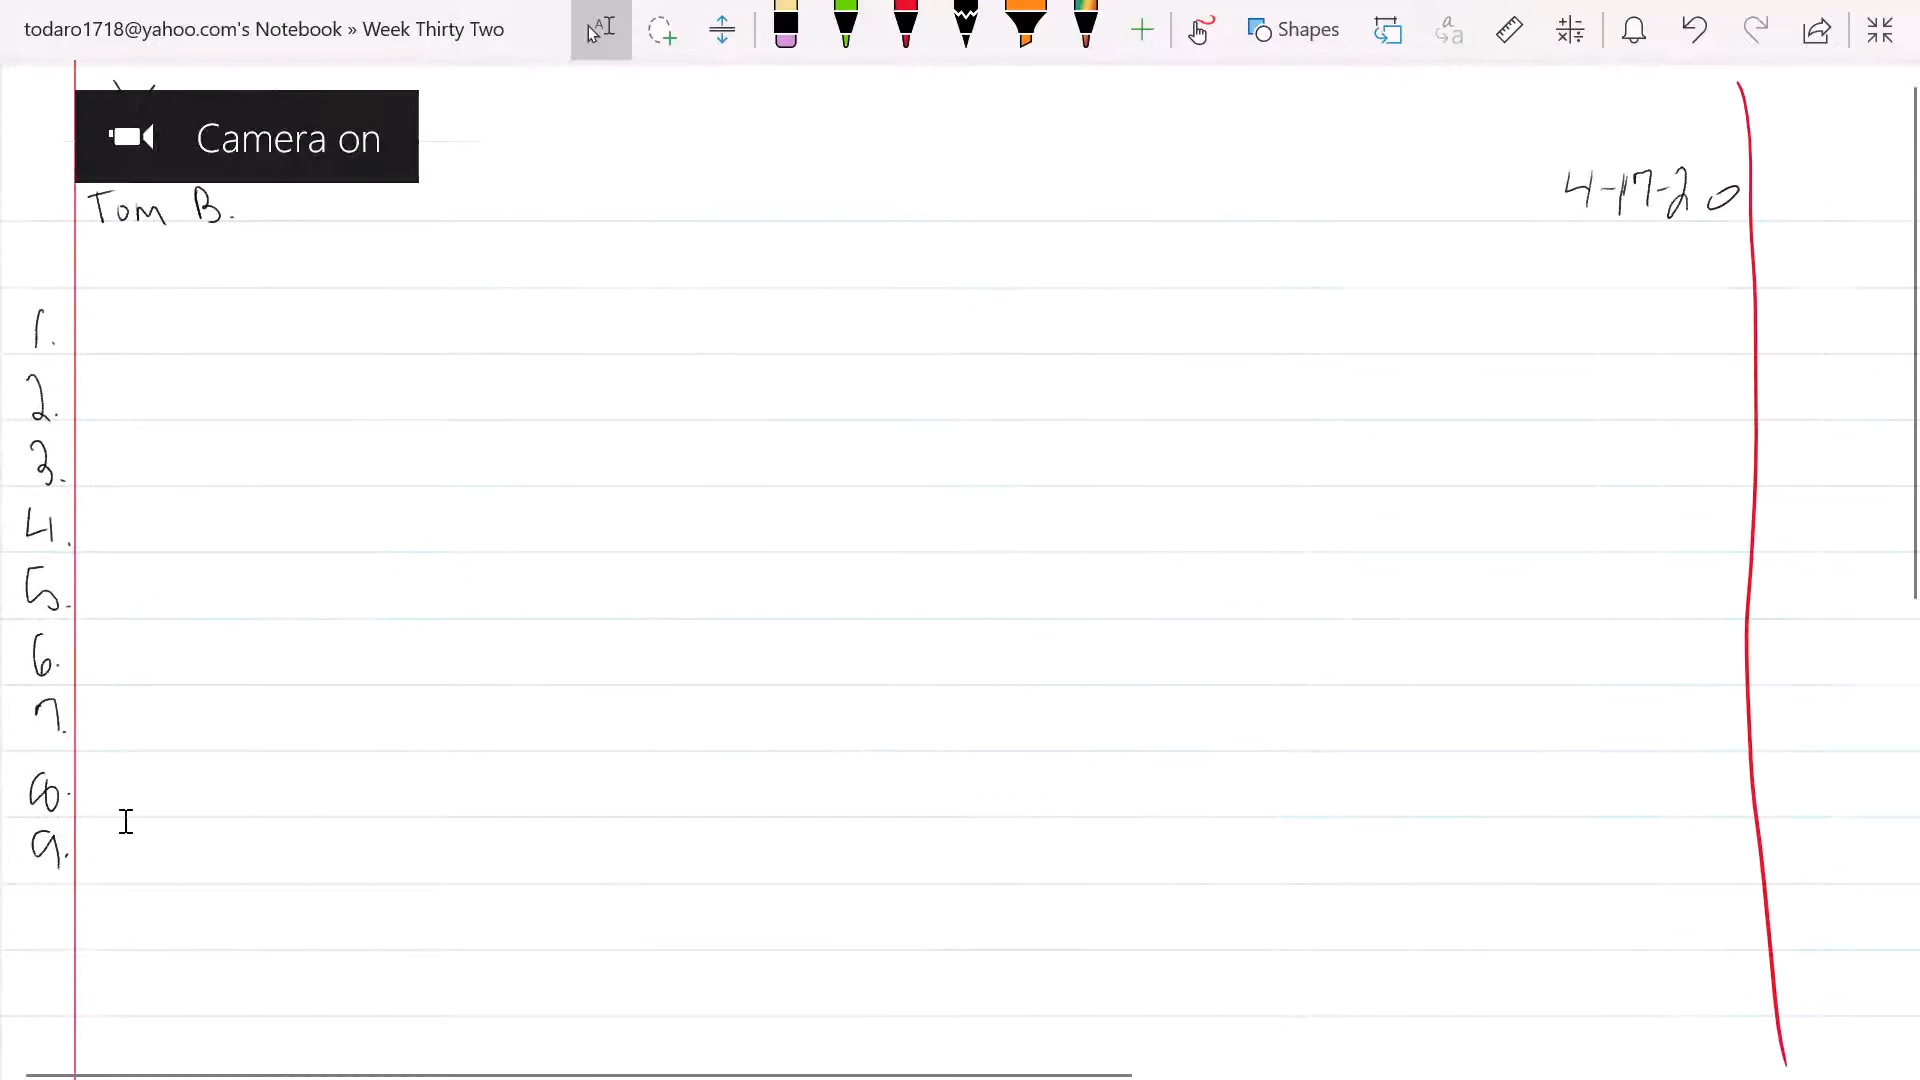 todaro1718@yahoo.com's Notebook » Week Thirty Two
Shapes
Camera on
4-17-20
Tom B.
1.
2.
3.
4.
5.
6.
7.
8.
9.